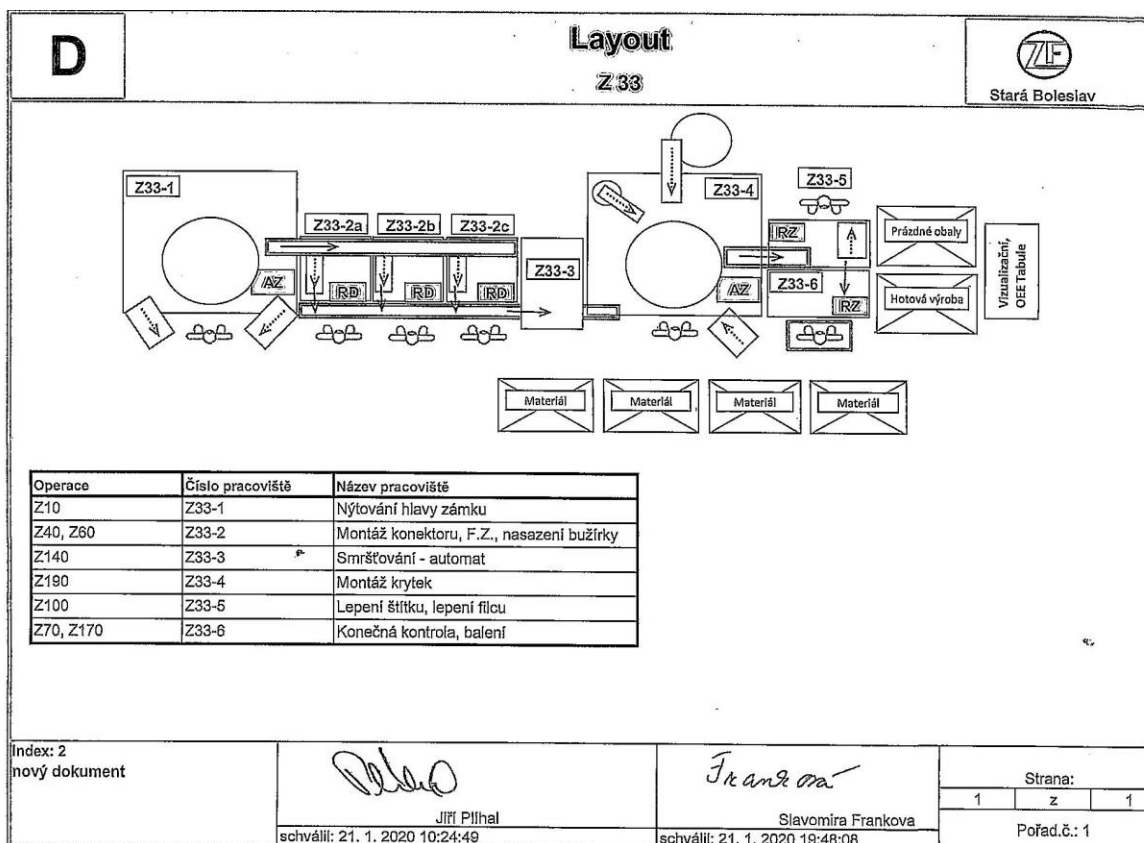 D
Layout
Z 33
ZF
Stará Boleslav
Z33-1
Z33-2a
Z33-2b
Z33-2c
Z33-3
Z33-4
Z33-5
Z33-6
AZ
RD
RD
RD
AZ
RZ
RZ
Prázdné obaly
Hotová výroba
Vizualizační,
OEE Tabule
Materiál
Materiál
Materiál
Materiál
Operace Číslo pracoviště Název pracoviště
Z10 Z33-1 Nýtování hlavy zámku
Z40, Z60 Z33-2 Montáž konektoru, F.Z., nasazení bužírky
Z140 Z33-3 Smršťování - automat
Z190 Z33-4 Montáž krytek
Z100 Z33-5 Lepení štítku, lepení filcu
Z70, Z170 Z33-6 Konečná kontrola, balení
Index: 2
nový dokument
Jiří Plihal
schválil: 21. 1. 2020 10:24:49
Franková
Slavomira Frankova
schválil: 21. 1. 2020 19:48:08
Strana:
1 z 1
Pořad.č.: 1